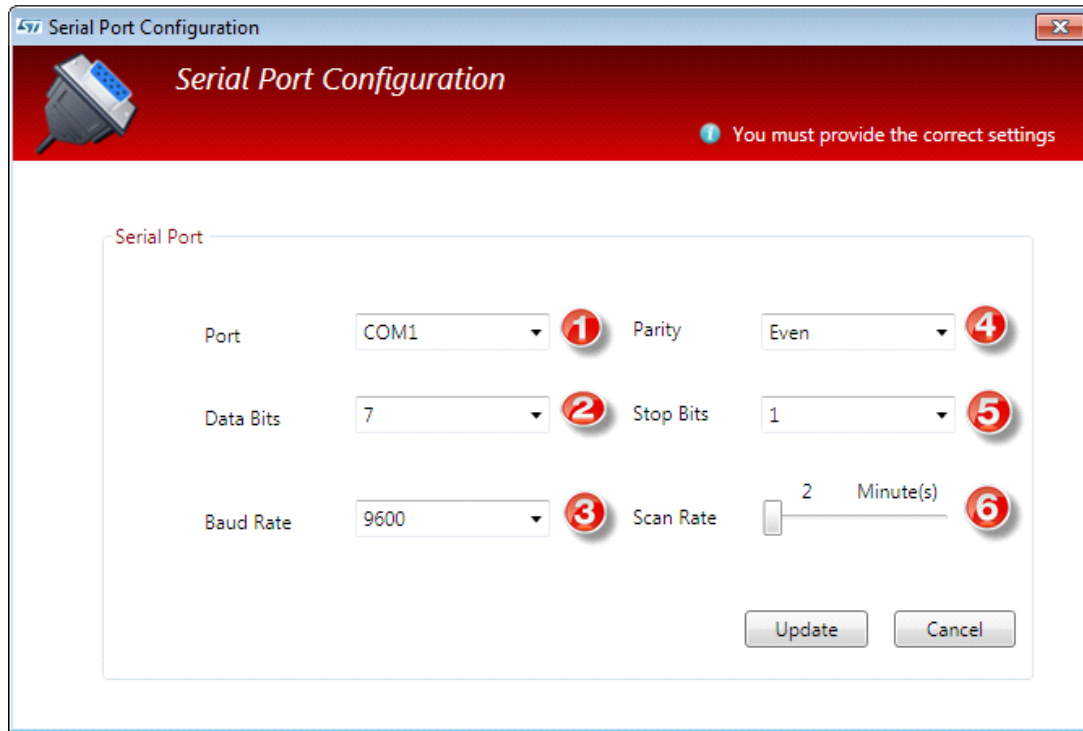 ST Serial Port Configuration
Serial Port Configuration
i You must provide the correct settings
Serial Port
Port COM1 1 Parity Even 4
Data Bits 7 2 Stop Bits 1 5
2 Minute(s)
Baud Rate 9600 3 Scan Rate 6
Update Cancel